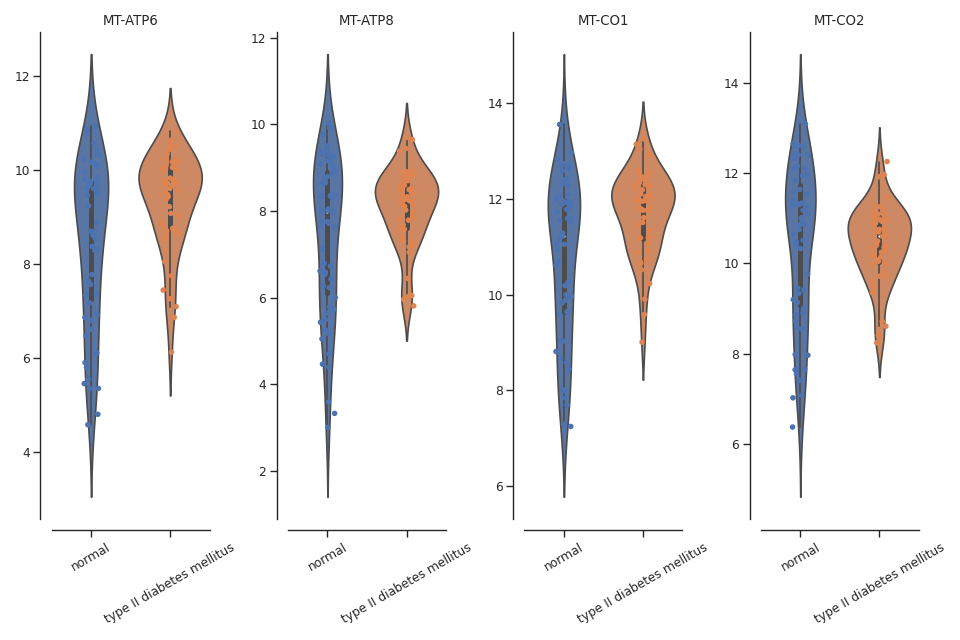 MT-ATP6
MT-ATP8
MT-CO1
MT-CO2
12
10
8
6
4
12
10
8
6
4
2
14
12
10
8
6
14
12
10
8
6
normal
type II diabetes mellitus
normal
type II diabetes mellitus
normal
type II diabetes mellitus
normal
type II diabetes mellitus